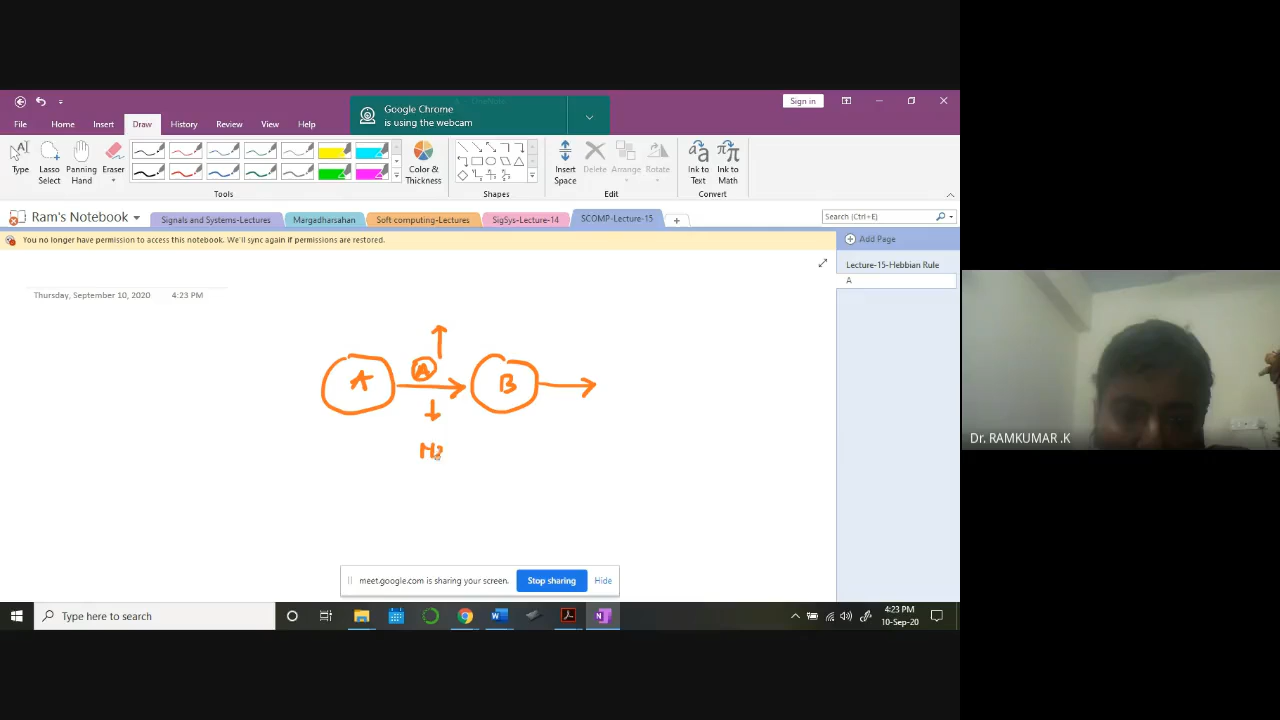 Google Chrome
is using the webcam
Sign in
File Home Insert Draw History Review View Help
Type Lasso Select Panning Hand Eraser Color & Thickness Insert Space Delete Arrange Rotate Ink to Text Ink to Math
Tools Shapes Edit Convert
Ram's Notebook Signals and Systems-Lectures Margadharsahan Soft computing-Lectures SigSys-Lecture-14 SCOMP-Lecture-15 Search (Ctrl+E)
You no longer have permission to access this notebook. We'll sync again if permissions are restored.
Add Page
Lecture-15-Hebbian Rule
A
Thursday, September 10, 2020 4:23 PM
A
B
Dr. RAMKUMAR .K
meet.google.com is sharing your screen. Stop sharing Hide
Type here to search
4:23 PM
10-Sep-20